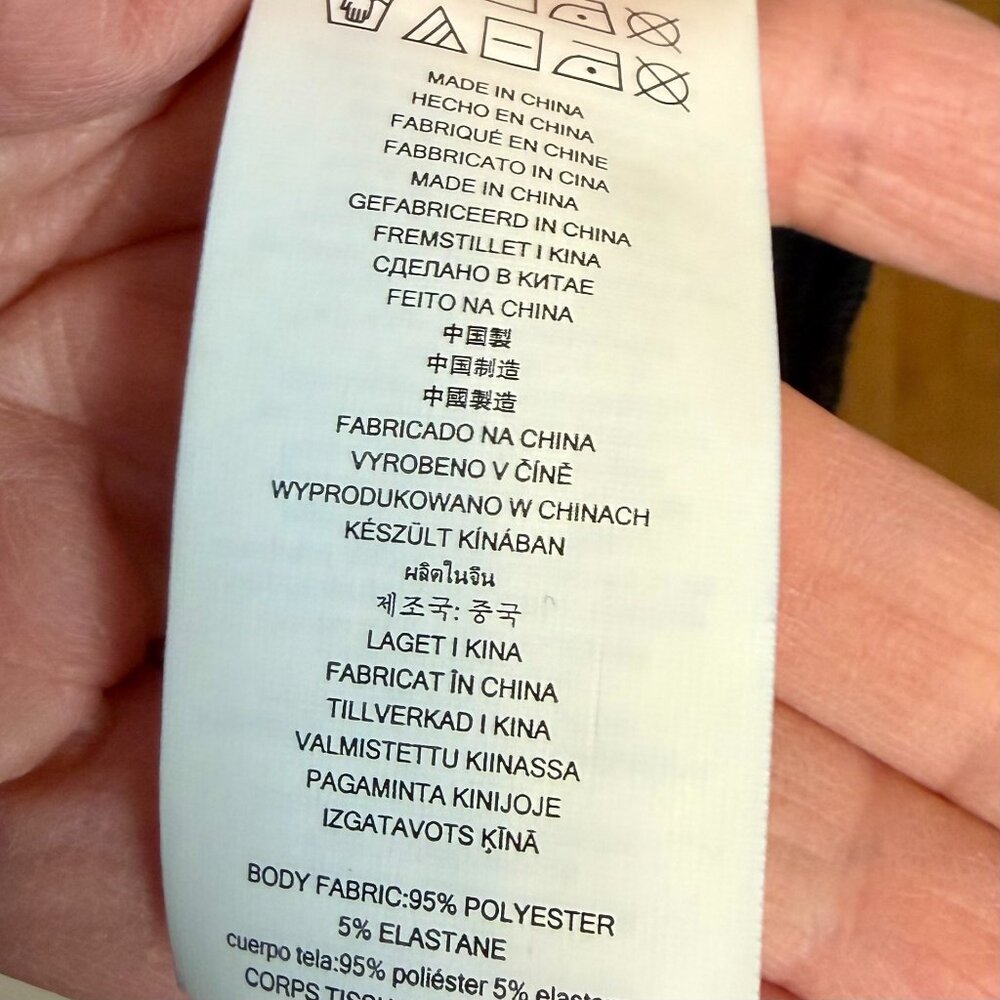 MADE IN CHINA
HECHO EN CHINA
FABRIQUÉ EN CHINE
FABBRICATO IN CINA
MADE IN CHINA
GEFABRICEERD IN CHINA
FREMSTILLET I KINA
СДЕЛАНО В КИТАЕ
FEITO NA CHINA
中国製
中国制造
中國製造
FABRICADO NA CHINA
VYROBENO V ČÍNĚ
WYPRODUKOWANO W CHINACH
KÉSZÜLT KÍNÁBAN
ผลิตในจีน
제조국: 중국
LAGET I KINA
FABRICAT ÎN CHINA
TILLVERKAD I KINA
VALMISTETTU KIINASSA
PAGAMINTA KINIJOJE
IZGATAVOTS ĶĪNĀ
BODY FABRIC:95% POLYESTER
5% ELASTANE
cuerpo tela:95% poliéster 5%
CORPS